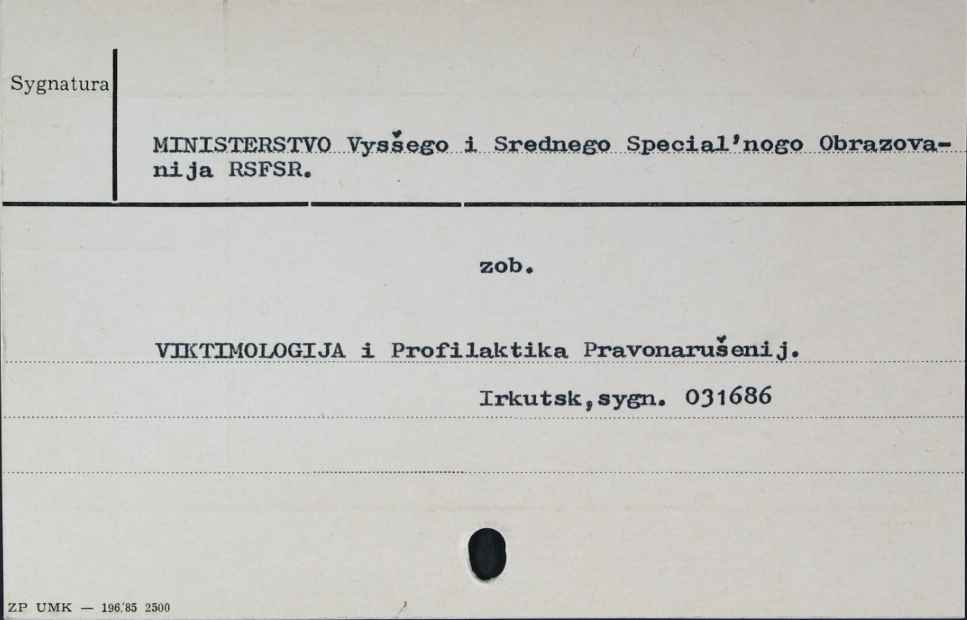 Sygnatura
MINISTERSTVO Vysšego i Srednego Special'nogo Obrazova-
nija RSFSR.
zob.
VIKTIMOLOGIJA i Profilaktika Pravonarušenij.
Irkutsk,sygn. 031686
ZP UMK — 196/85 2500